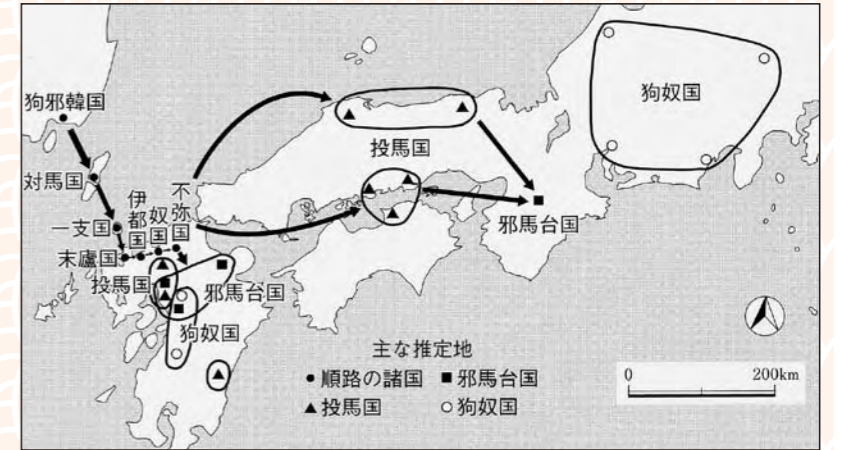 狗邪韓国
対馬国
一支国
末盧国
伊都国
奴国
不弥国
投馬国
邪馬台国
狗奴国
投馬国
邪馬台国
狗奴国
主な推定地
●順路の諸国 ■邪馬台国
▲投馬国 ○狗奴国
0 200km